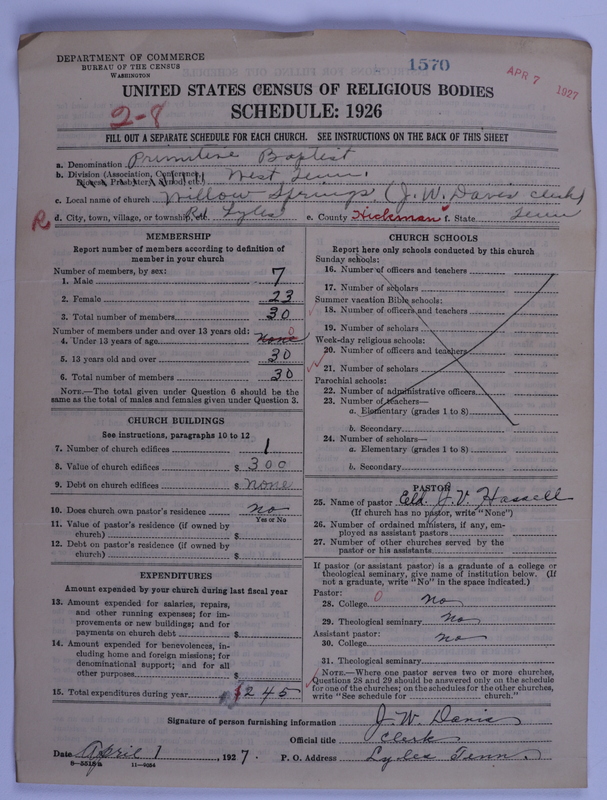 DEPARTMENT OF COMMERCE
BUREAU OF THE CENSUS
WASHINGTON
1570
APR 7 1927
UNITED STATES CENSUS OF RELIGIOUS BODIES
2-8
SCHEDULE: 1926
FILL OUT A SEPARATE SCHEDULE FOR EACH CHURCH. SEE INSTRUCTIONS ON THE BACK OF THIS SHEET
a. Denomination Primitive Baptist
b. Division (Association, Conference, Diocese, Presbytery, Synod, etc.) West Tenn.
c. Local name of church Willow Springs (J. W. Davis clerk)
R d. City, town, village, or township, Lyles e. County Hickman f. State Tenn
MEMBERSHIP
Report number of members according to definition of member in your church
Number of members, by sex:
1. Male 7
2. Female 23
3. Total number of members 30
Number of members under and over 13 years old:
4. Under 13 years of age none 0
5. 13 years old and over 30
6. Total number of members 30
NOTE.—The total given under Question 6 should be
same as the total of males and females given under Question 3.
CHURCH BUILDINGS
See instructions, paragraphs 10 to 12
7. Number of church edifices 1
8. Value of church edifices $ 300
9. Debt on church edifices $ none
10. Does church own pastor's residence no
Yes or No
11. Value of pastor's residence (if owned by
church) $
12. Debt on pastor's residence (if owned by
church) $
EXPENDITURES
Amount expended by your church during last fiscal year
13. Amount expended for salaries, repairs,
and other running expenses; for im-
provements or new buildings; and for
payments on church debt $
14. Amount expended for benevolences, in-
cluding home and foreign missions; for
denominational support; and for all
other purposes $
15. Total expenditures during year $245
CHURCH SCHOOLS
Report here only schools conducted by this church
Sunday schools:
16. Number of officers and teachers
17. Number of scholars
Summer vacation Bible schools:
18. Number of officers and teachers
19. Number of scholars
Week-day religious schools:
20. Number of officers and teachers
21. Number of scholars
Parochial schools:
22. Number of administrative officers
23. Number of teachers—
a. Elementary (grades 1 to 8)
b. Secondary
24. Number of scholars—
a. Elementary (grades 1 to 8)
b. Secondary
PASTOR
25. Name of pastor Eld. J. V. Hassell
(If church has no pastor, write "None")
26. Number of ordained ministers, if any, em-
ployed as assistant pastors
27. Number of other churches served by the
pastor or his assistants
If pastor (or assistant pastor) is a graduate of a college or
theological seminary, give name of institution below. (If
not a graduate, write "No" in the space indicated.)
Pastor:
28. College 0 no
29. Theological seminary no
Assistant pastor:
30. College no
31. Theological seminary
NOTE.—Where one pastor serves two or more churches,
Questions 28 and 29 should be answered only on the schedule
for one of the churches; on the schedules for the other churches,
write "See schedule for church."
Signature of person furnishing information J. W. Davis
Official title Clerk
Date April 1 1927. P. O. Address Lyles Tenn.
11—9084